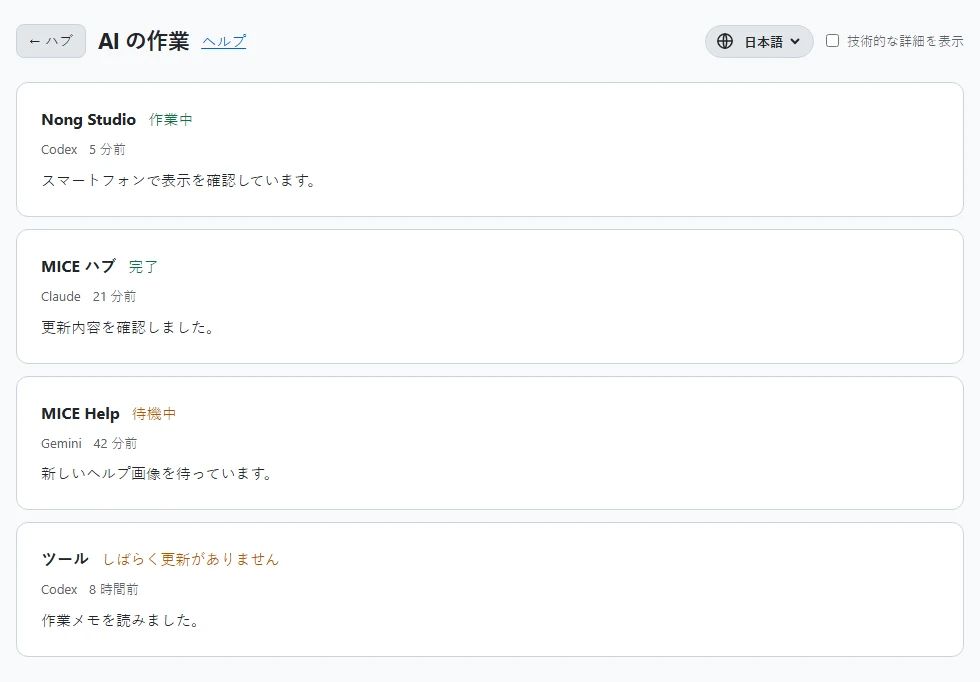 ← ハブ AI の作業 ヘルプ 日本語 技術的な詳細を表示
Nong Studio 作業中
Codex 5 分前
スマートフォンで表示を確認しています。
MICE ハブ 完了
Claude 21 分前
更新内容を確認しました。
MICE Help 待機中
Gemini 42 分前
新しいヘルプ画像を待っています。
ツール しばらく更新がありません
Codex 8 時間前
作業メモを読みました。